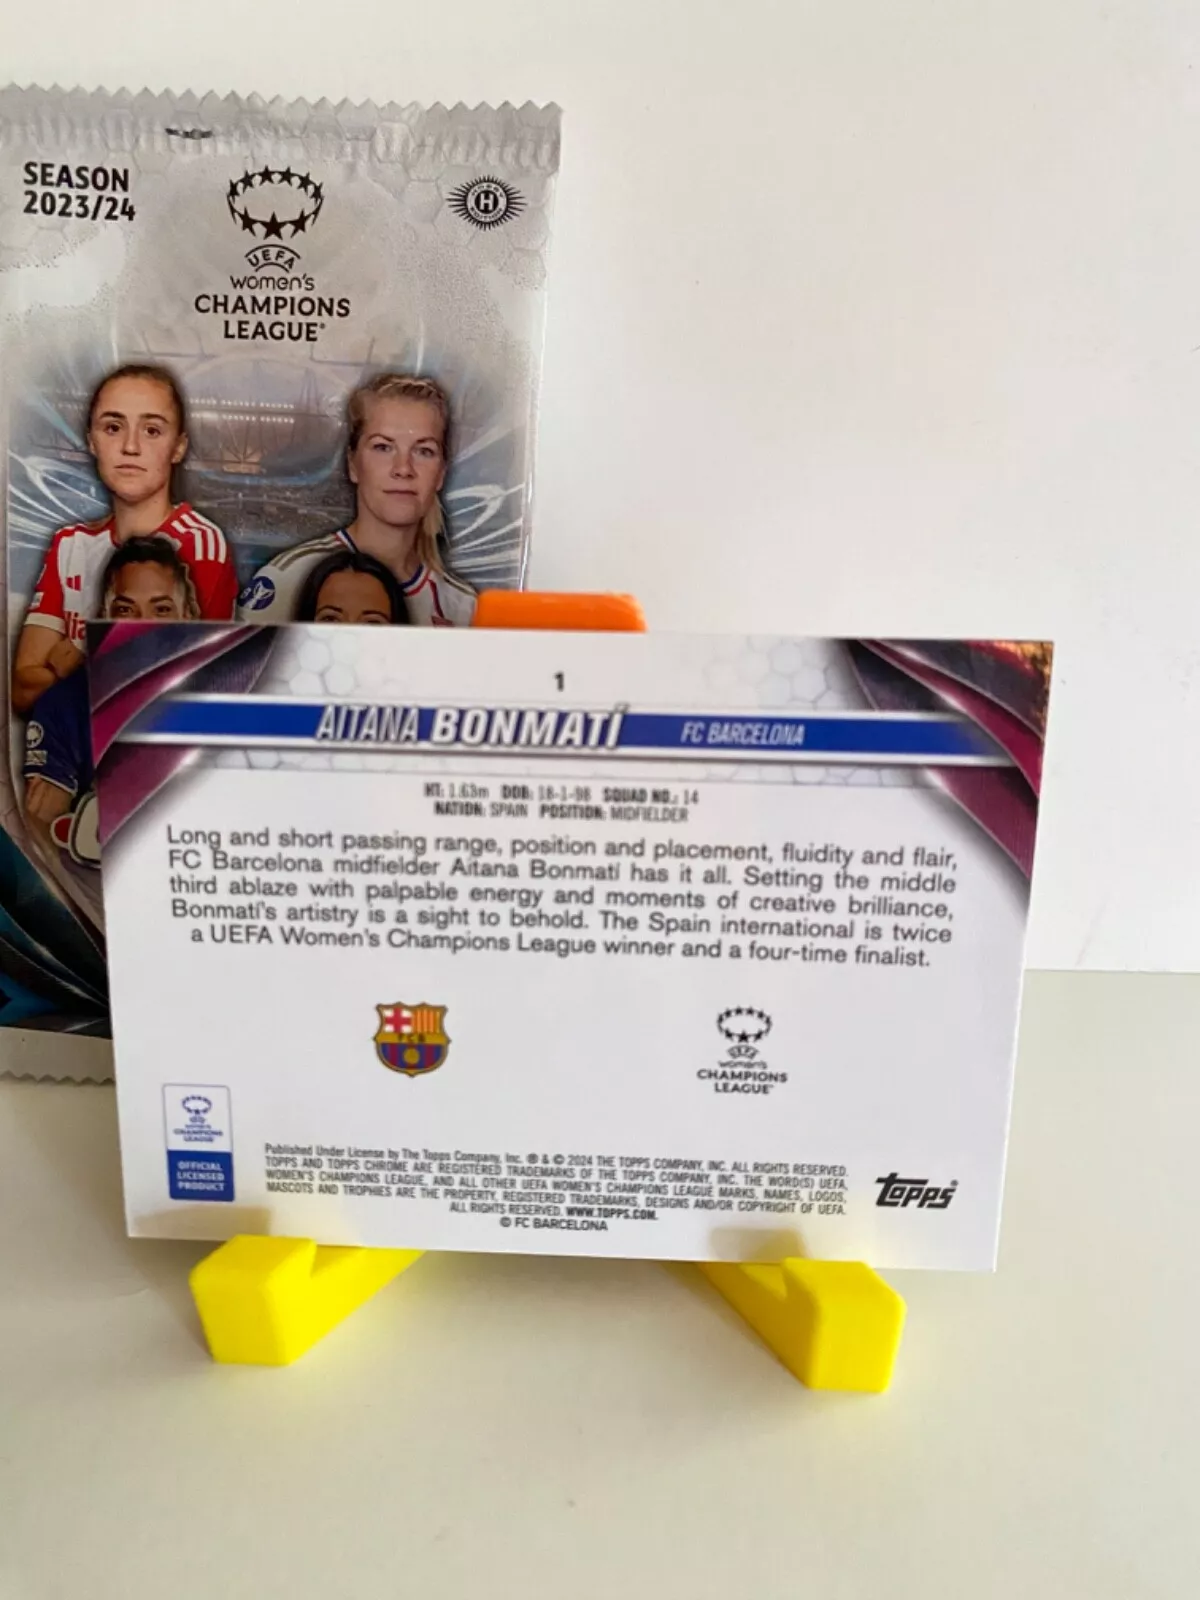 SEASON
2023/24
HOBBY
H
EDITION
UEFA
women's
CHAMPIONS
LEAGUE®
1
AITANA BONMATÍ FC BARCELONA
HT: 1.63m DOB: 18-1-98 SQUAD NO.: 14
NATION: SPAIN POSITION: MIDFIELDER
Long and short passing range, position and placement, fluidity and flair,
FC Barcelona midfielder Aitana Bonmatí has it all. Setting the middle
third ablaze with palpable energy and moments of creative brilliance,
Bonmatí's artistry is a sight to behold. The Spain international is twice
a UEFA Women's Champions League winner and a four-time finalist.
FCB
UEFA
women's
CHAMPIONS
LEAGUE™
UEFA
women's
CHAMPIONS
LEAGUE
OFFICIAL
LICENSED
PRODUCT
Published Under License by The Topps Company, Inc. ® & © 2024 THE TOPPS COMPANY, INC. ALL RIGHTS RESERVED.
TOPPS AND TOPPS CHROME ARE REGISTERED TRADEMARKS OF THE TOPPS COMPANY, INC. THE WORD(S) UEFA,
WOMEN'S CHAMPIONS LEAGUE, AND ALL OTHER UEFA WOMEN'S CHAMPIONS LEAGUE MARKS, NAMES, LOGOS,
MASCOTS AND TROPHIES ARE THE PROPERTY, REGISTERED TRADEMARKS, DESIGNS AND/OR COPYRIGHT OF UEFA.
ALL RIGHTS RESERVED. WWW.TOPPS.COM.
© FC BARCELONA
topps®